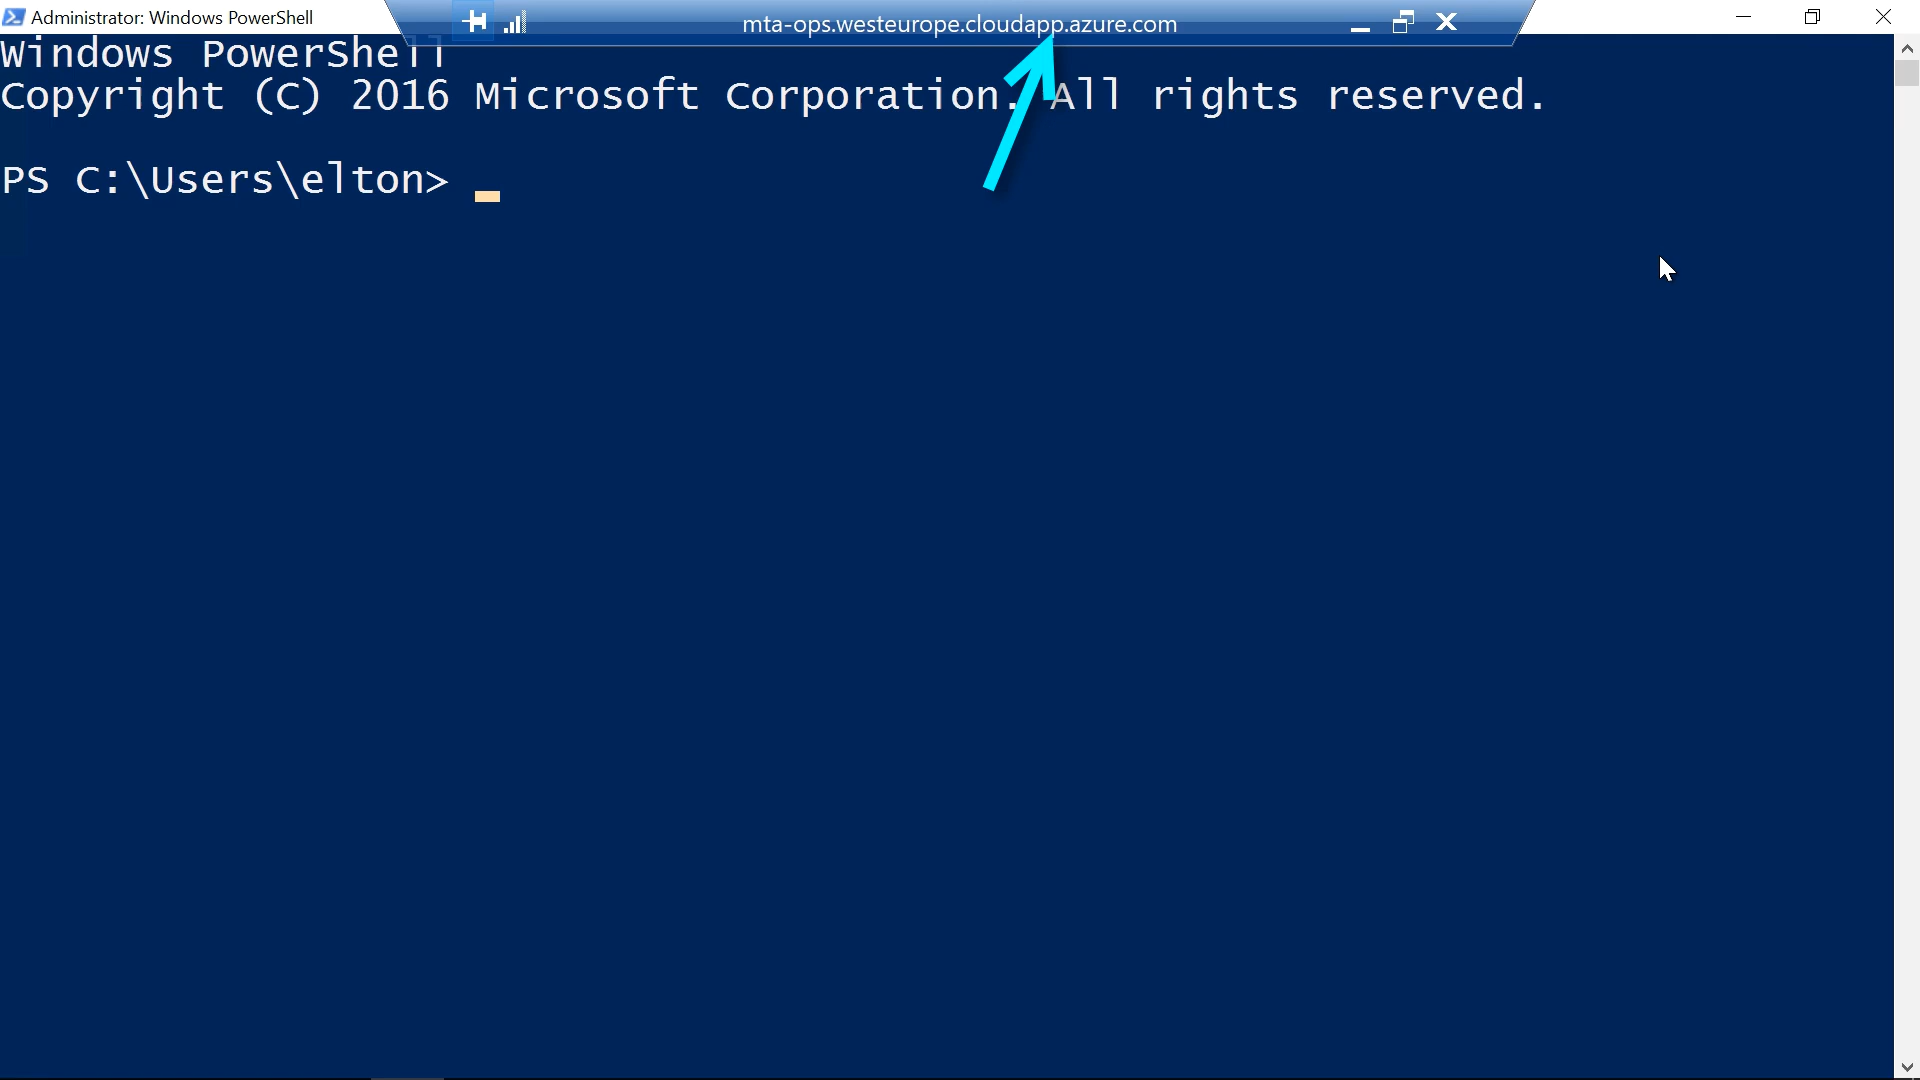 Administrator: Windows PowerShell
mta-ops.westeurope.cloudapp.azure.com
Windows PowerShell
Copyright (C) 2016 Microsoft Corporation. All rights reserved.
PS C:\Users\elton>